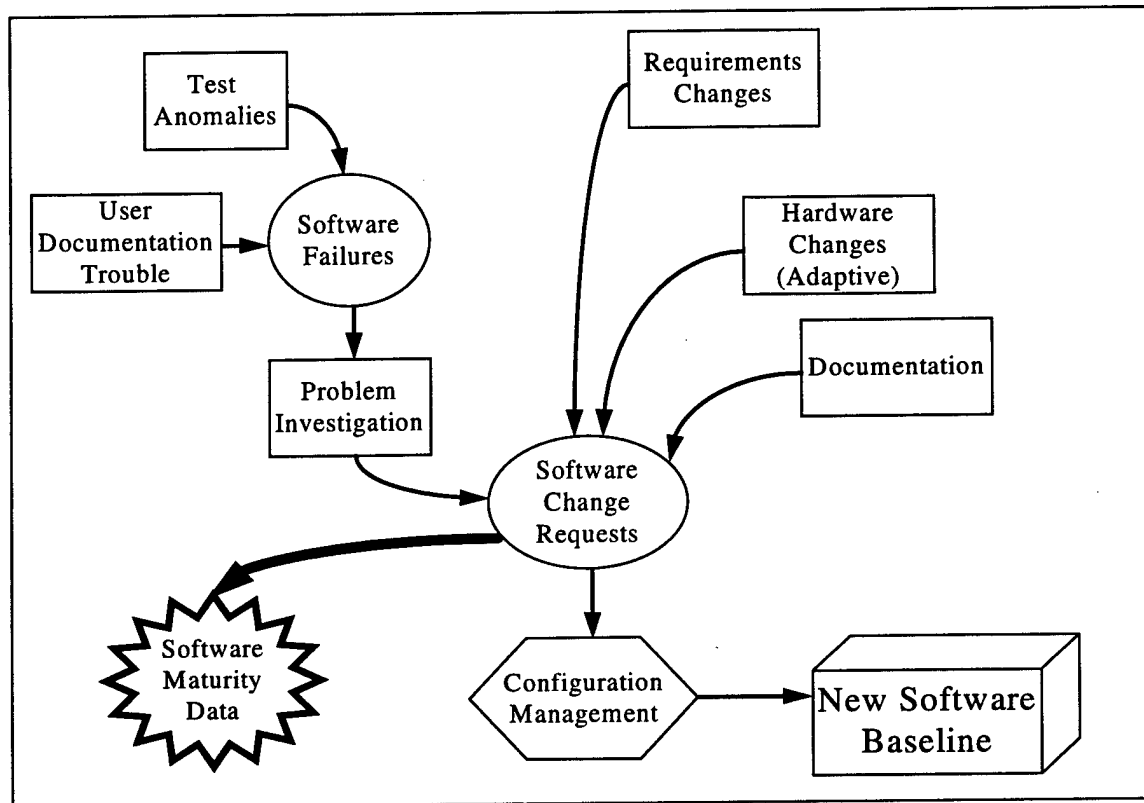 Test
Anomalies
Requirements
Changes
User
Documentation
Trouble
Software
Failures
Hardware
Changes
(Adaptive)
Documentation
Problem
Investigation
Software
Change
Requests
Software
Maturity
Data
Configuration
Management
New Software
Baseline